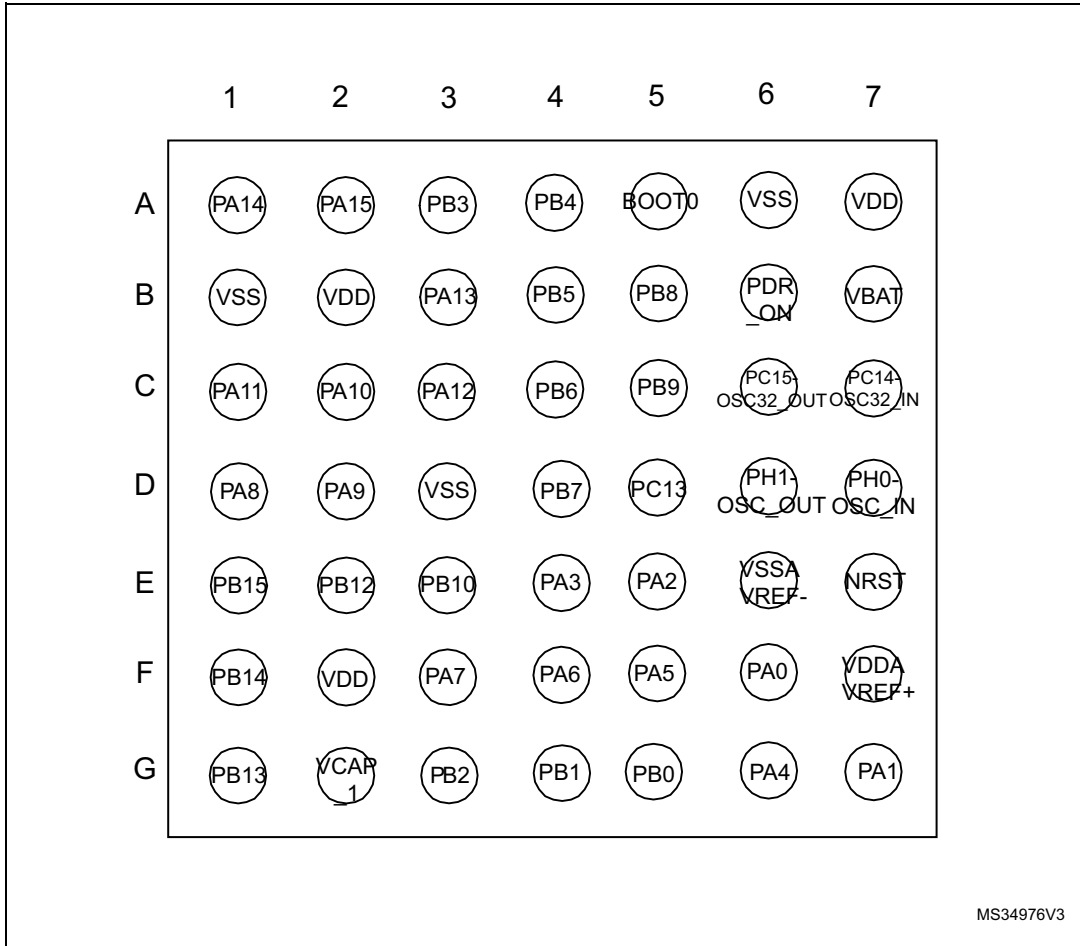 1 2 3 4 5 6 7
A PA14 PA15 PB3 PB4 BOOT0 VSS VDD
B VSS VDD PA13 PB5 PB8 PDR _ON VBAT
C PA11 PA10 PA12 PB6 PB9 PC15- OSC32_OUT PC14- OSC32_IN
D PA8 PA9 VSS PB7 PC13 PH1- OSC_OUT PH0- OSC_IN
E PB15 PB12 PB10 PA3 PA2 VSSA VREF- NRST
F PB14 VDD PA7 PA6 PA5 PA0 VDDA VREF+
G PB13 VCAP _1 PB2 PB1 PB0 PA4 PA1
MS34976V3